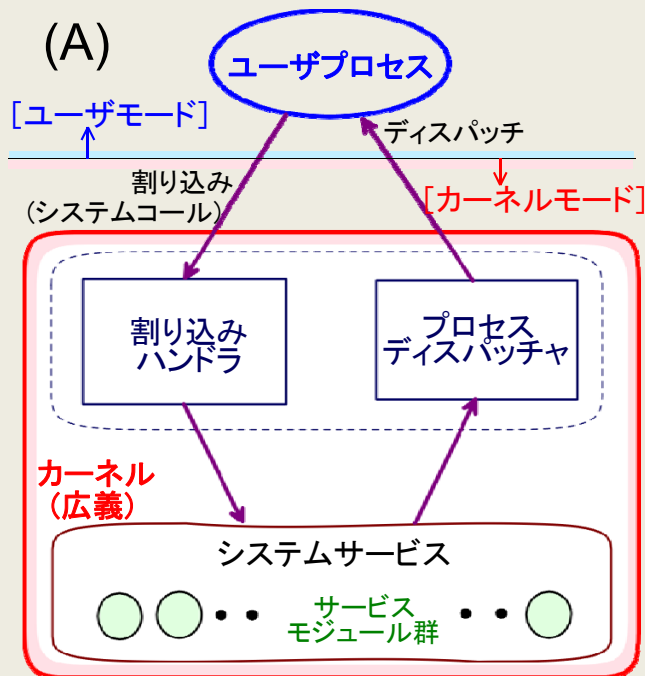 (A)
ユーザプロセス
[ユーザモード]
ディスパッチ
割り込み
(システムコール)
[カーネルモード]
割り込み
ハンドラ
プロセス
ディスパッチャ
カーネル
(広義)
システムサービス
サービス
モジュール群